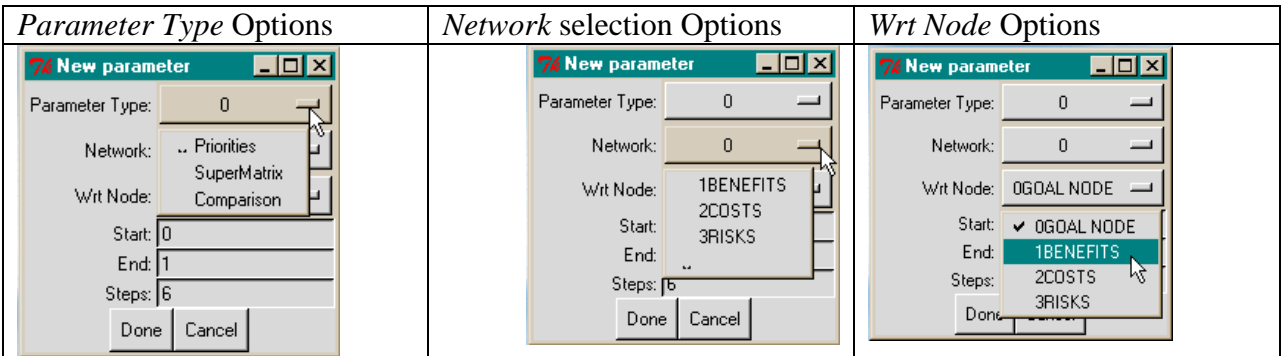 Parameter Type Options
New parameter
Parameter Type: 0
Network:
Priorities
SuperMatrix
Wrt Node:
Comparison
Start: 0
End: 1
Steps: 6
Done Cancel
Network selection Options
New parameter
Parameter Type: 0
Network: 0
Wrt Node:
1BENEFITS
2COSTS
Start:
3RISKS
End:
Steps: 6
Done Cancel
Wrt Node Options
New parameter
Parameter Type: 0
Network: 0
Wrt Node: 0GOAL NODE
Start:
0GOAL NODE
End:
1BENEFITS
Steps:
2COSTS
3RISKS